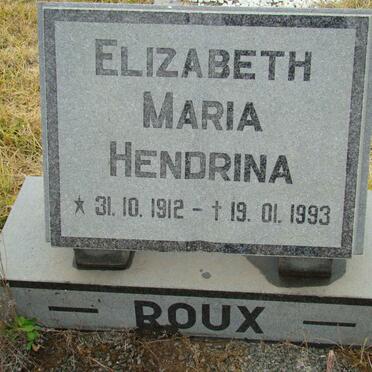 ELIZABETH
MARIA
HENDRINA
★ 31. 10. 1912 - † 19. 01. 1993
— ROUX —